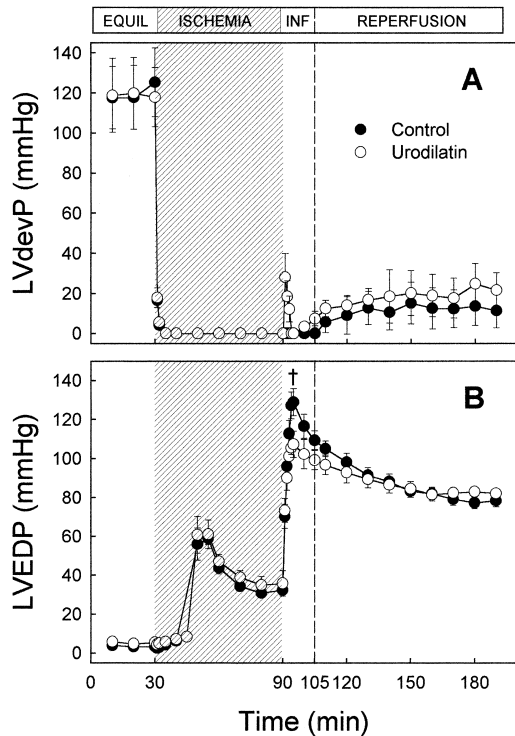 EQUIL ISCHEMIA INF REPERFUSION
140
120
100
80
60
40
20
0
LVdevP (mmHg)
A
Control
Urodilatin
140
120
100
80
60
40
20
0
LVEDP (mmHg)
†
B
0 30 90 105 120 150 180
Time (min)